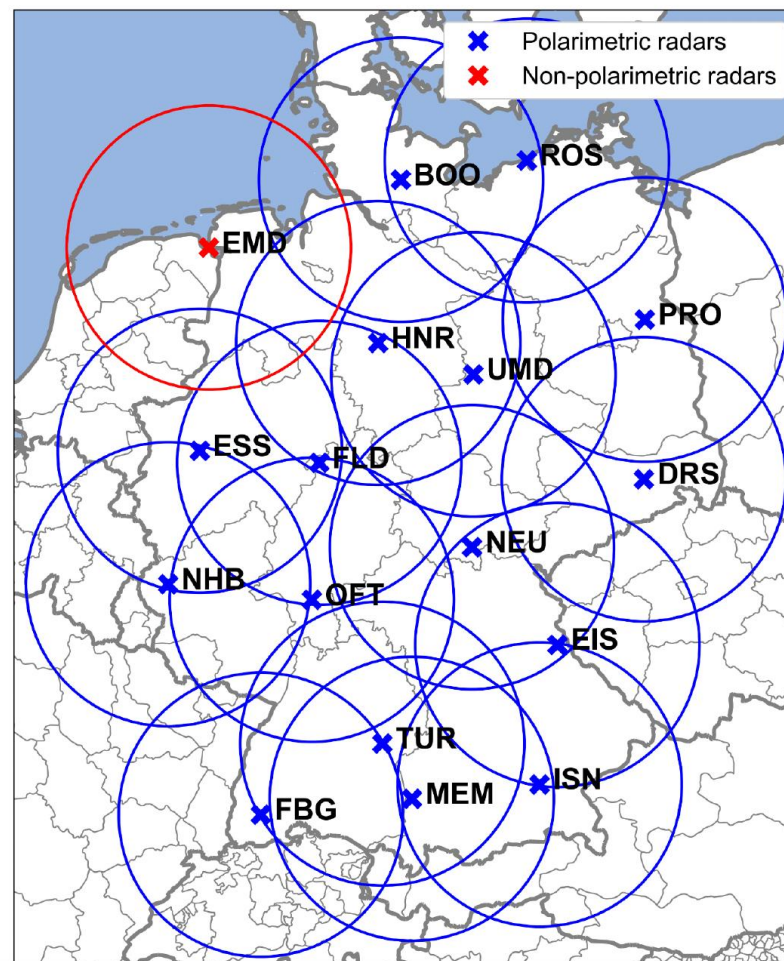 Polarimetric radars
Non-polarimetric radars
ROS
BOO
EMD
PRO
HNR
UMD
ESS
FLD
DRS
NEU
NHB
OFT
EIS
TUR
ISN
MEM
FBG